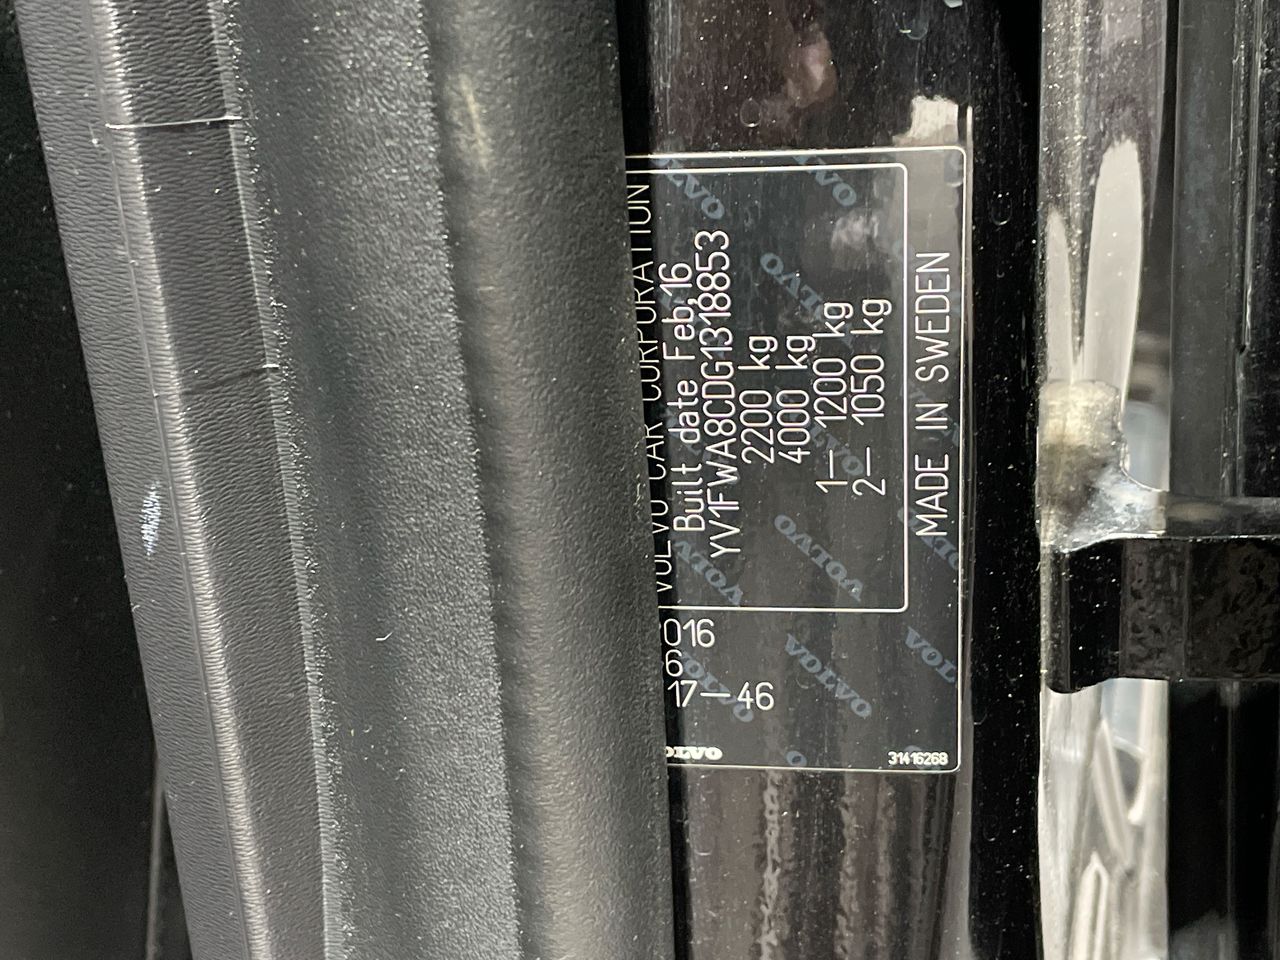 VOLVO CAR CORPORATION
Built date Feb,16
YV1FWA8CDG1318853
2200 kg
4000 kg
1– 1200 kg
2– 1050 kg
MADE IN SWEDEN
16
17–46
VOLVO
31416268